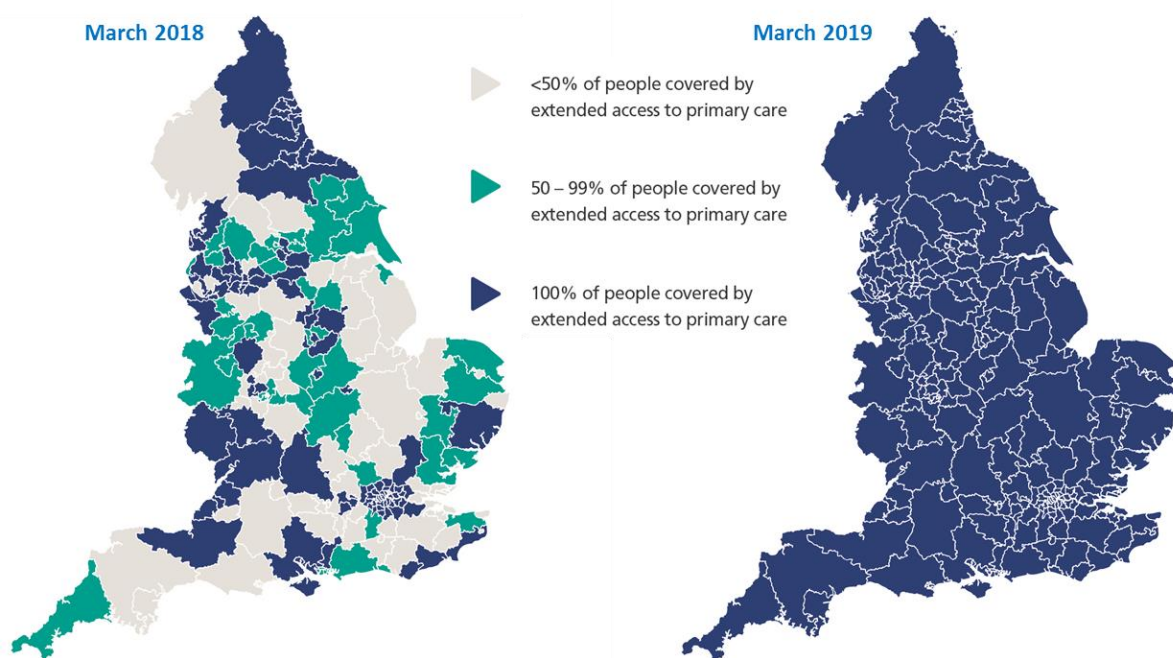 March 2018
March 2019
<50% of people covered by
extended access to primary care
50 – 99% of people covered by
extended access to primary care
100% of people covered by
extended access to primary care